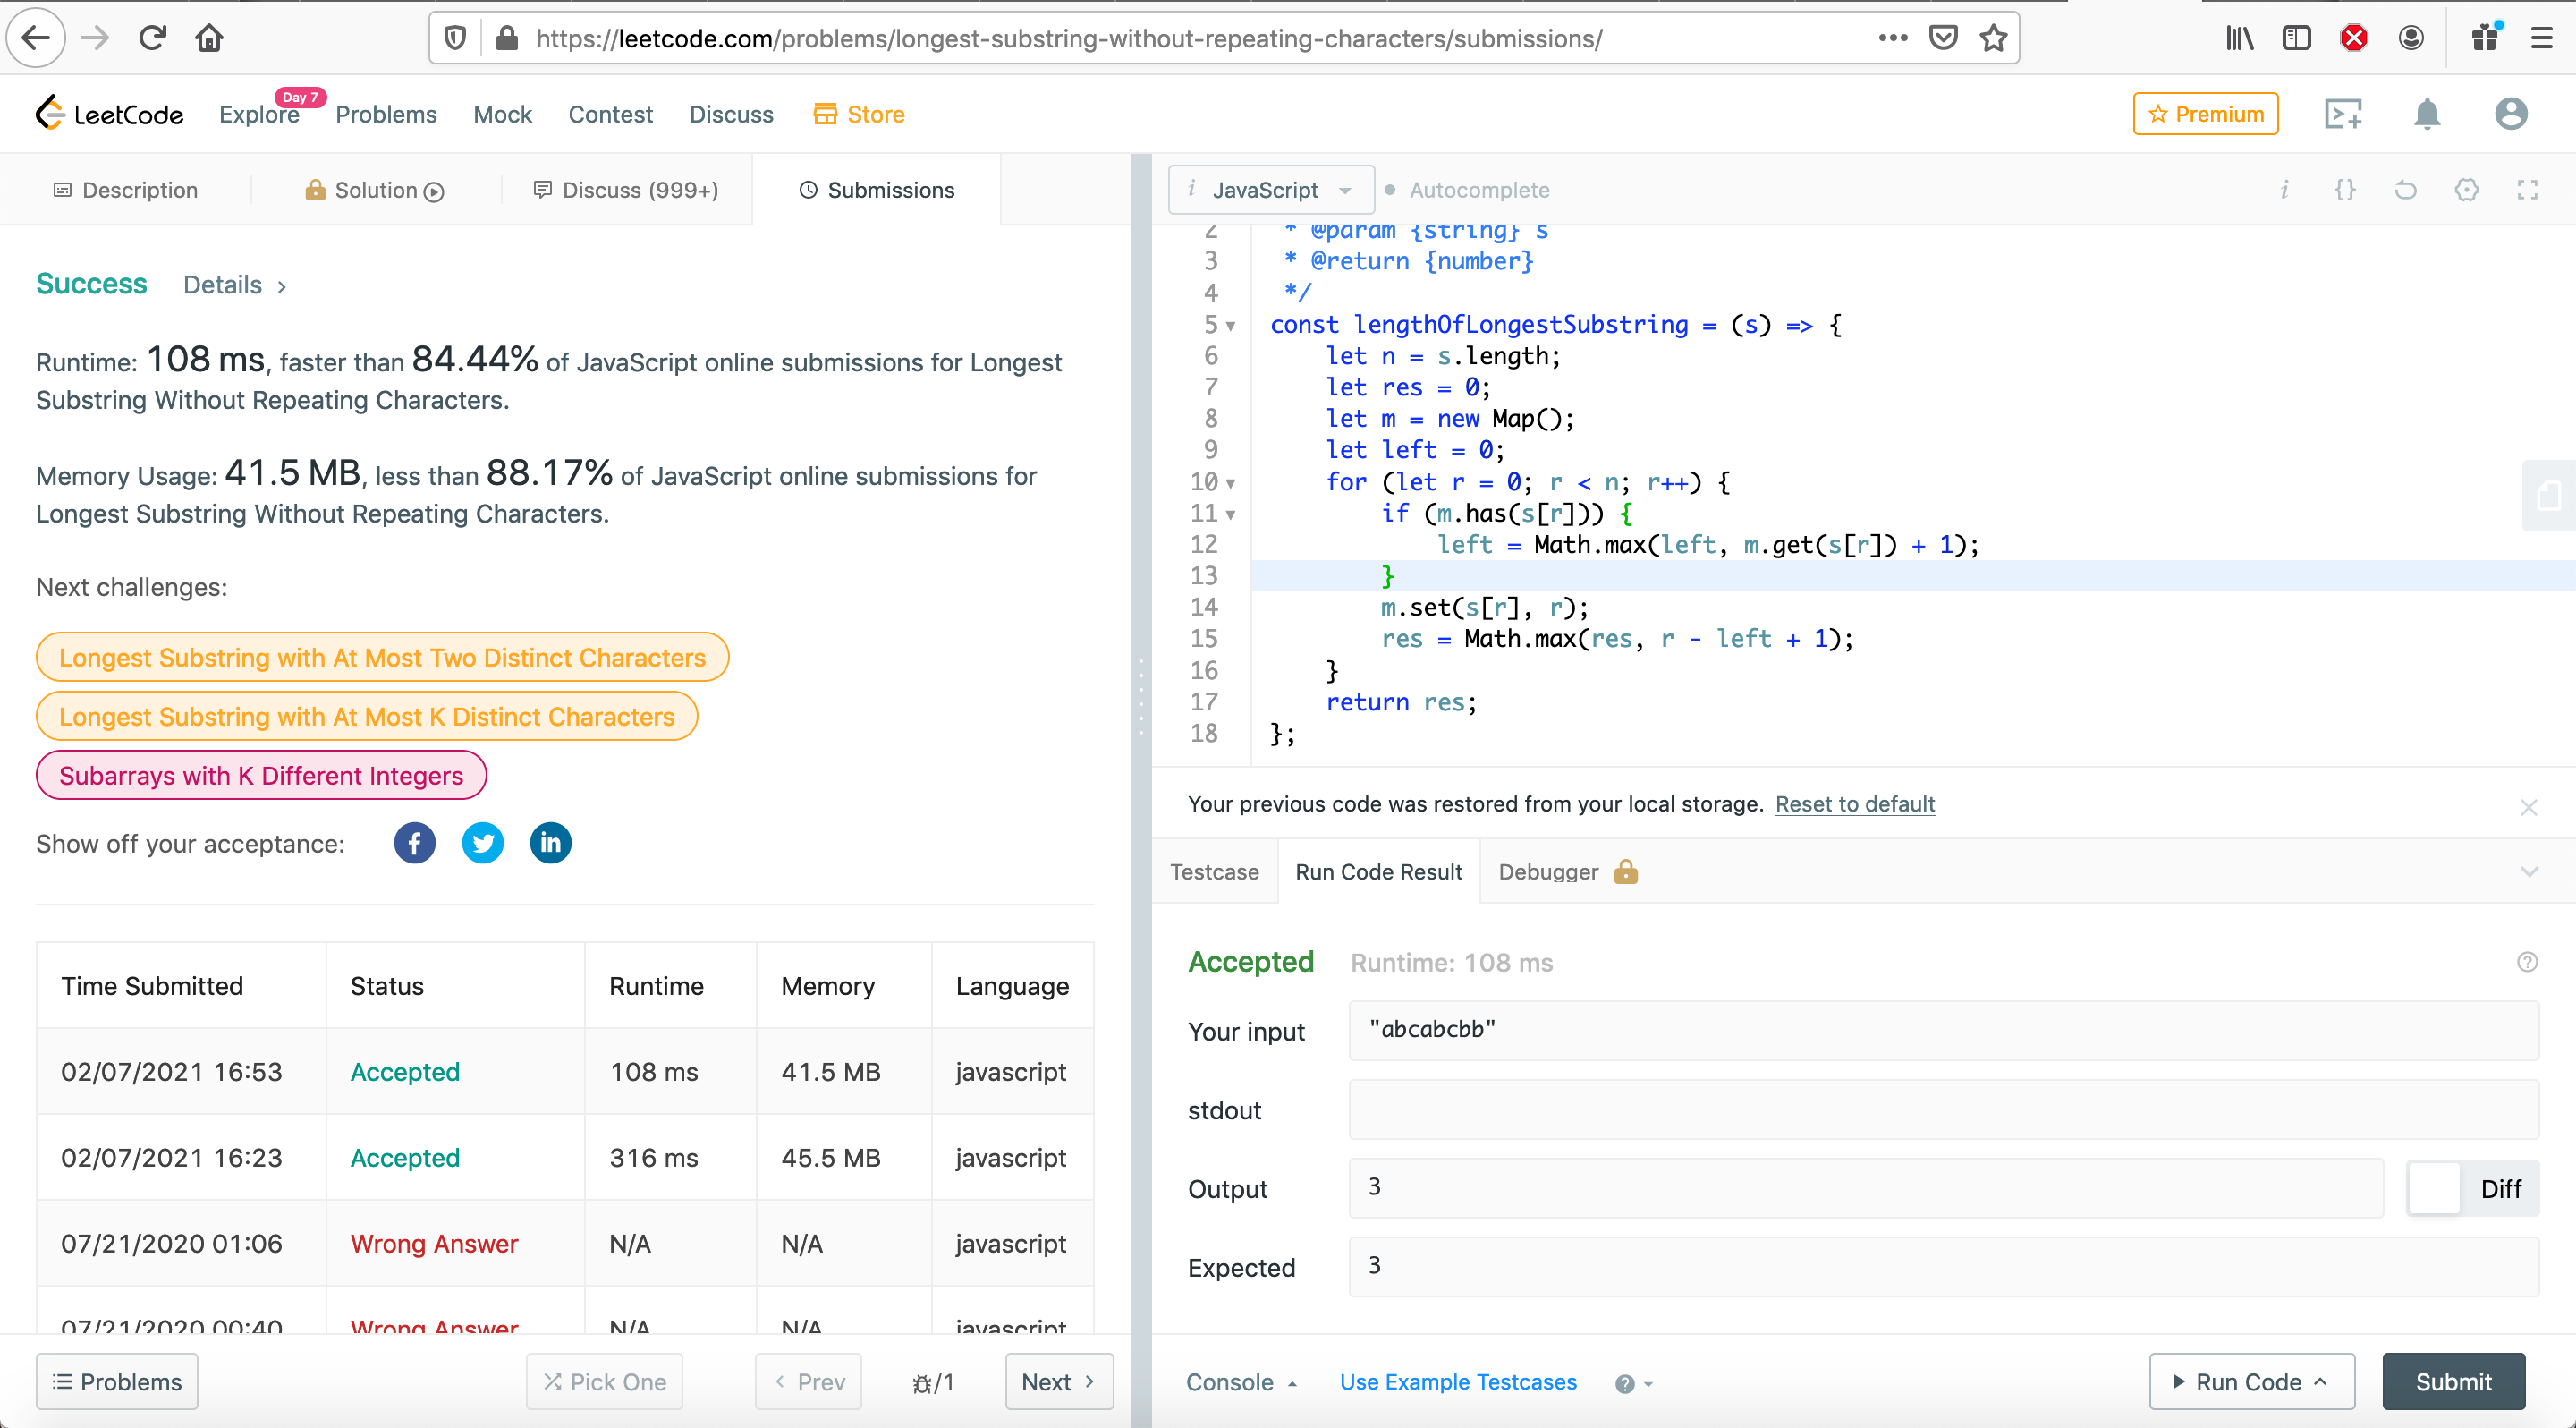 https://leetcode.com/problems/longest-substring-without-repeating-characters/submissions/
LeetCode
Explore
Day 7
Problems
Mock
Contest
Discuss
Store
Premium
Description
Solution
Discuss (999+)
Submissions
Success
Details >
Runtime: 108 ms, faster than 84.44% of JavaScript online submissions for Longest
Substring Without Repeating Characters.
Memory Usage: 41.5 MB, less than 88.17% of JavaScript online submissions for
Longest Substring Without Repeating Characters.
Next challenges:
Longest Substring with At Most Two Distinct Characters
Longest Substring with At Most K Distinct Characters
Subarrays with K Different Integers
Show off your acceptance:
Time Submitted Status Runtime Memory Language
02/07/2021 16:53 Accepted 108 ms 41.5 MB javascript
02/07/2021 16:23 Accepted 316 ms 45.5 MB javascript
07/21/2020 01:06 Wrong Answer N/A N/A javascript
07/21/2020 00:40 Wrong Answer N/A N/A javascript
Problems
Pick One
< Prev
/1
Next >
i JavaScript
Autocomplete
i {}
2 * @param {string} s
3 * @return {number}
4 */
5 const lengthOfLongestSubstring = (s) => {
6 let n = s.length;
7 let res = 0;
8 let m = new Map();
9 let left = 0;
10 for (let r = 0; r < n; r++) {
11 if (m.has(s[r])) {
12 left = Math.max(left, m.get(s[r]) + 1);
13 }
14 m.set(s[r], r);
15 res = Math.max(res, r - left + 1);
16 }
17 return res;
18 };
Your previous code was restored from your local storage. Reset to default
Testcase
Run Code Result
Debugger
Accepted Runtime: 108 ms
Your input "abcabcbb"
stdout
Output 3
Diff
Expected 3
Console
Use Example Testcases
Run Code
Submit